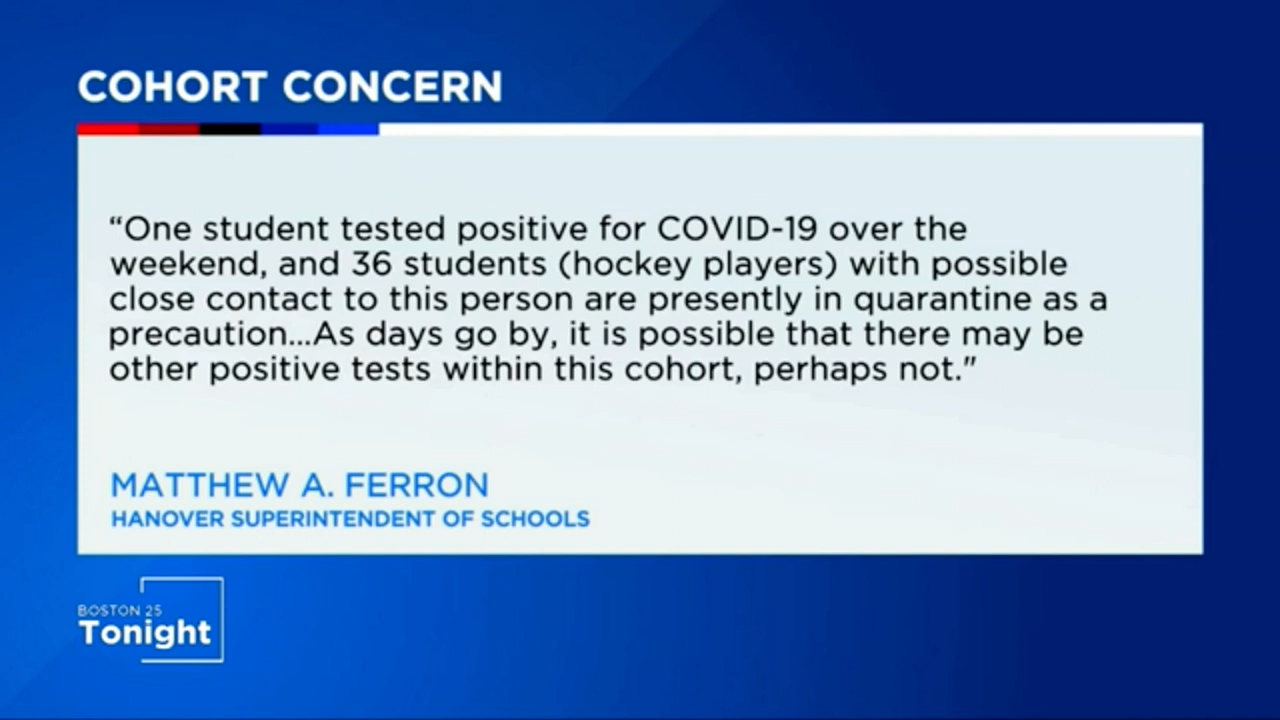 COHORT CONCERN
“One student tested positive for COVID-19 over the
weekend, and 36 students (hockey players) with possible
close contact to this person are presently in quarantine as a
precaution...As days go by, it is possible that there may be
other positive tests within this cohort, perhaps not."
MATTHEW A. FERRON
HANOVER SUPERINTENDENT OF SCHOOLS
BOSTON 25
Tonight